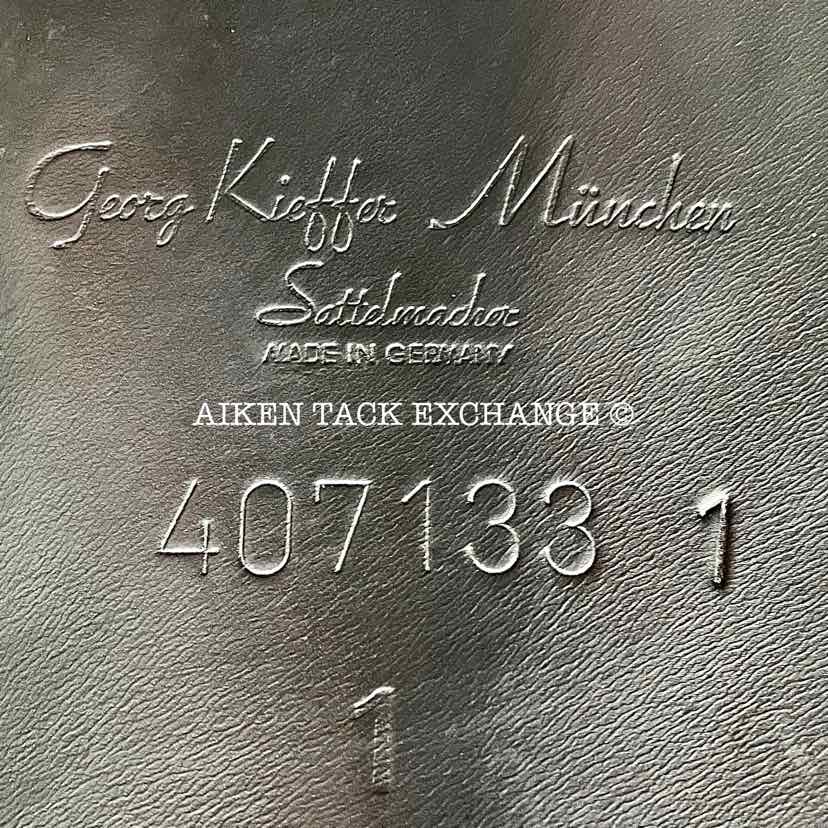 Georg Kieffer München
Sattelmacher
MADE IN GERMANY
AIKEN TACK EXCHANGE ©
407133 1
1